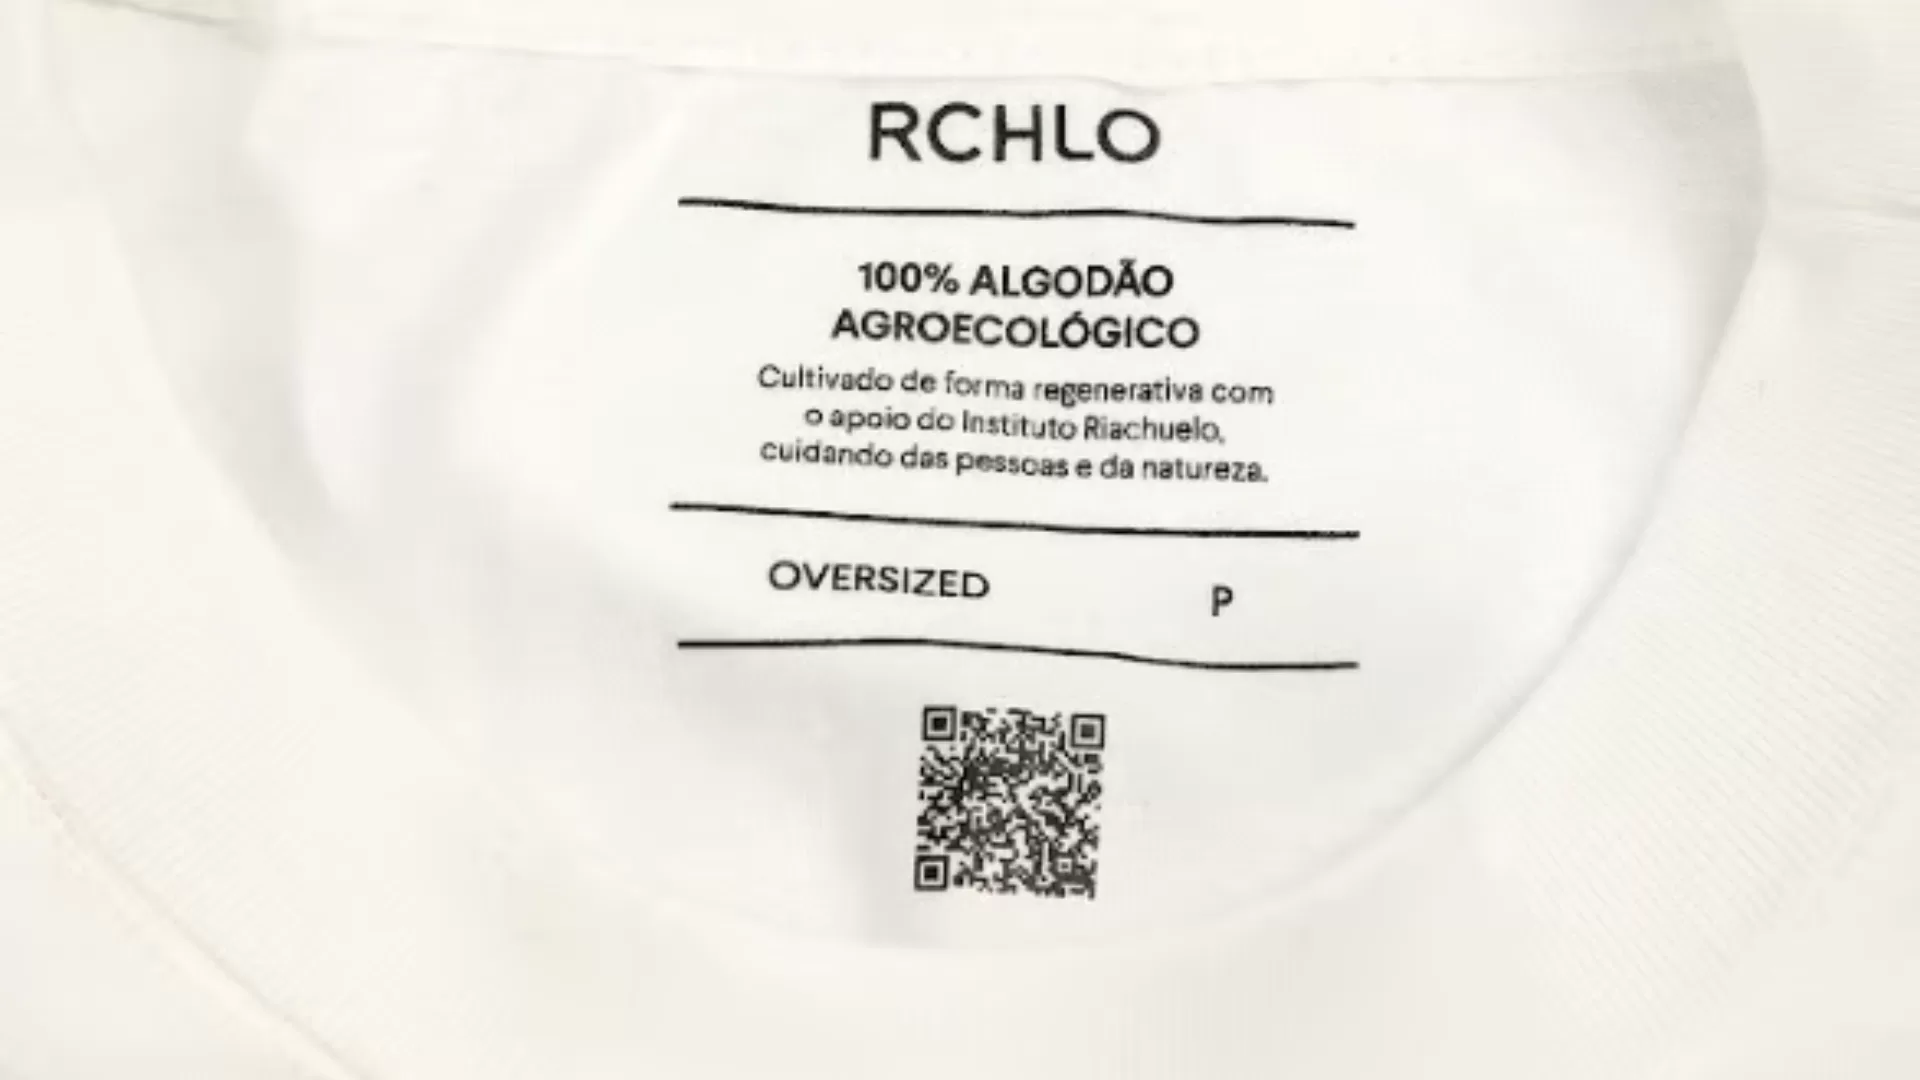 RCHLO
100% ALGODÃO
AGROECOLÓGICO
Cultivado de forma regenerativa com
o apoio do Instituto Riachuelo,
cuidando das pessoas e da natureza.
OVERSIZED P